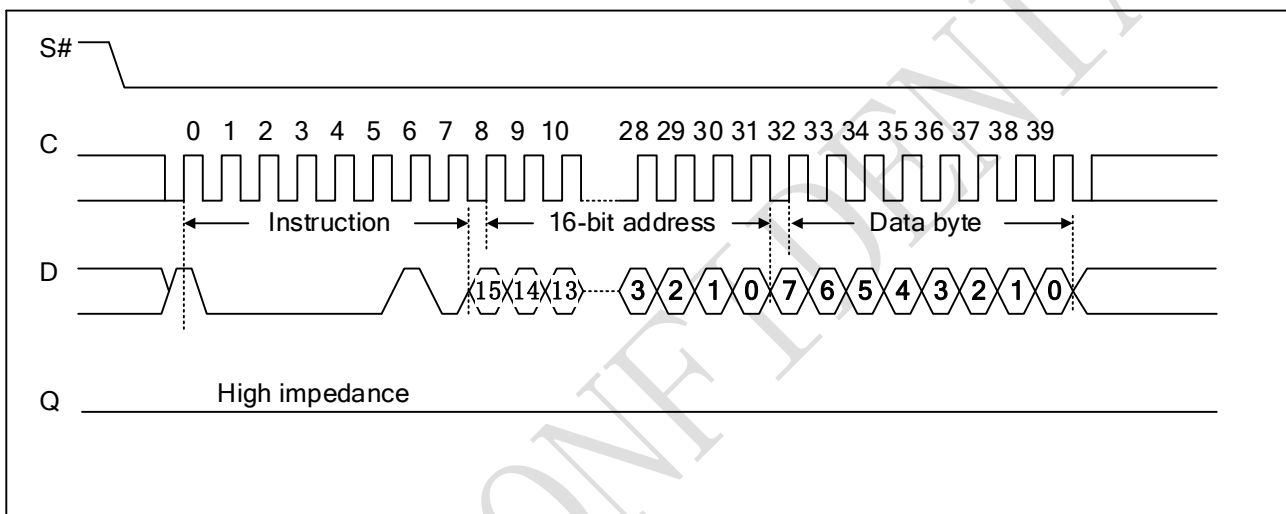 S#
0 1 2 3 4 5 6 7 8 9 10 28 29 30 31 32 33 34 35 36 37 38 39
C
Instruction 16-bit address Data byte
D
15 14 13 3 2 1 0 7 6 5 4 3 2 1 0
High impedance
Q
ONFIDENTIA